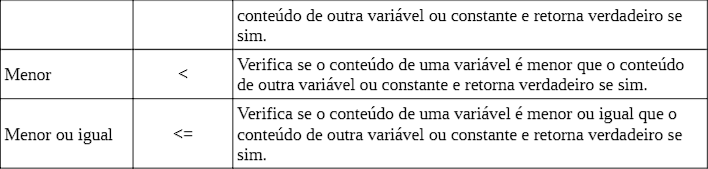 conteúdo de outra variável ou constante e retorna verdadeiro se
sim.
Menor < Verifica se o conteúdo de uma variável é menor que o conteúdo
de outra variável ou constante e retorna verdadeiro se sim.
Verifica se o conteúdo de uma variável é menor ou igual que o
Menor ou igual <= conteúdo de outra variável ou constante e retorna verdadeiro se
sim.